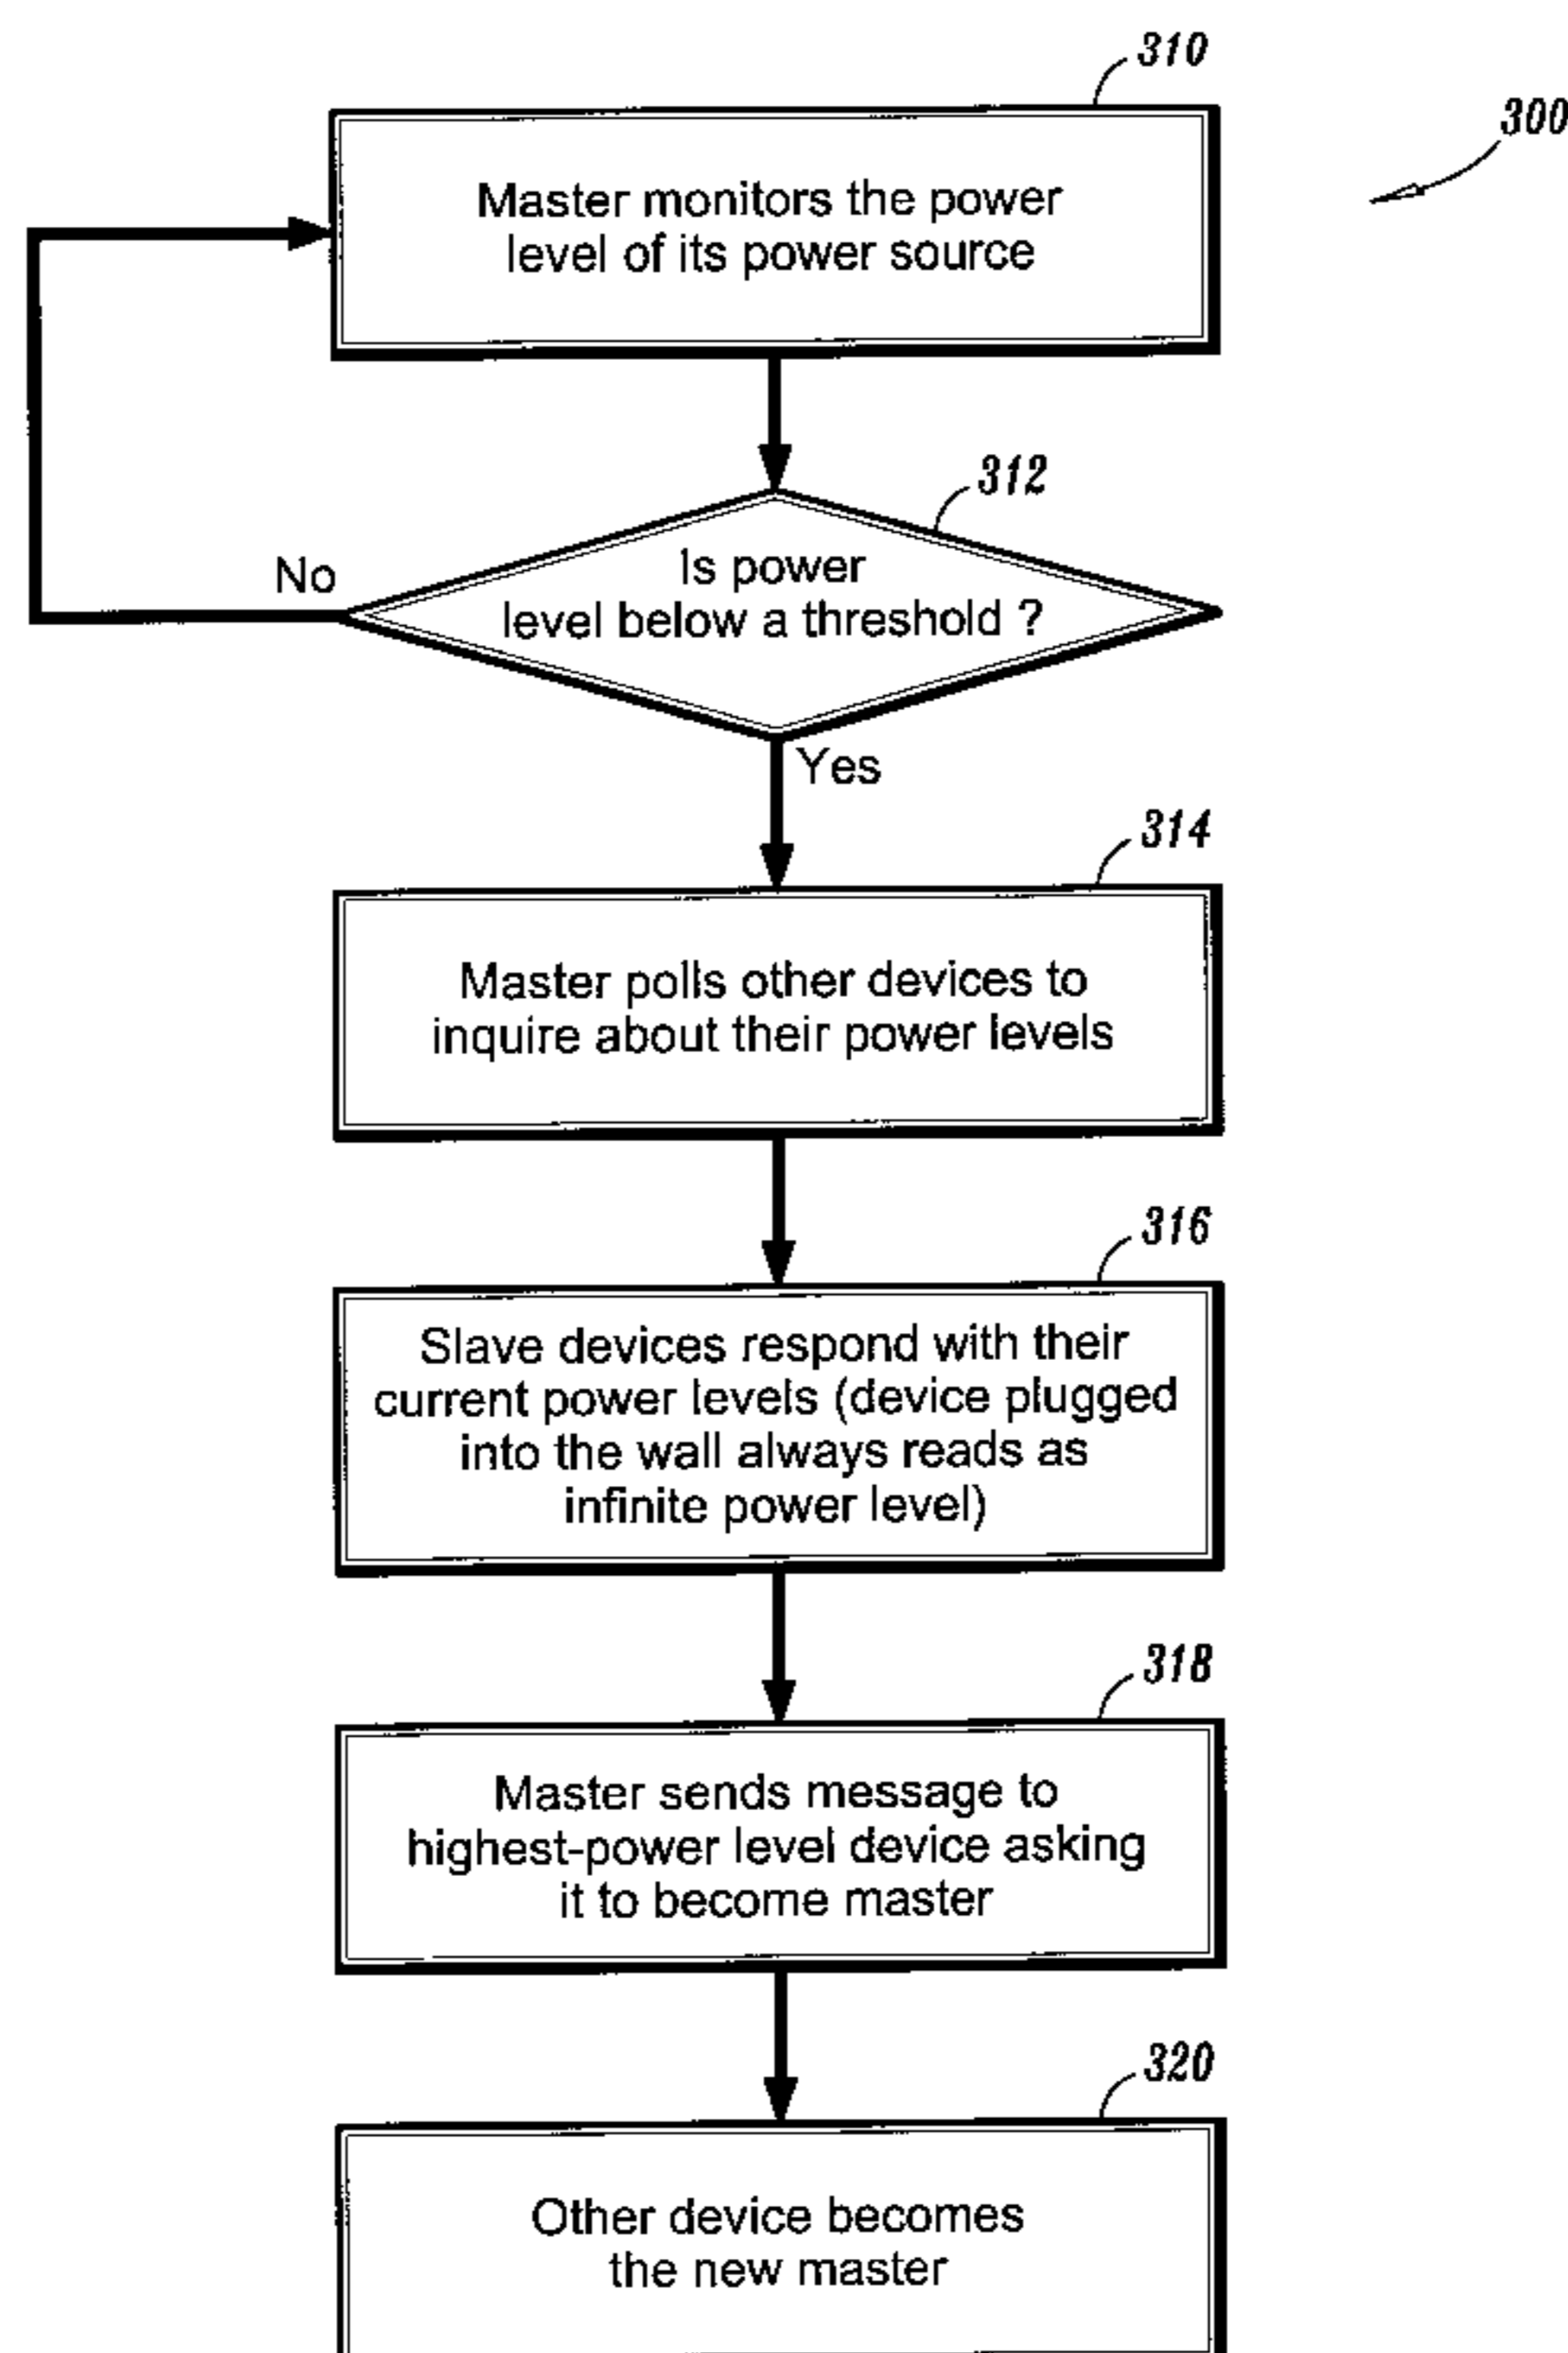 310
300
Master monitors the power
level of its power source
312
Is power
level below a threshold ?
No
Yes
314
Master polls other devices to
inquire about their power levels
316
Slave devices respond with their
current power levels (device plugged
into the wall always reads as
infinite power level)
318
Master sends message to
highest-power level device asking
it to become master
320
Other device becomes
the new master